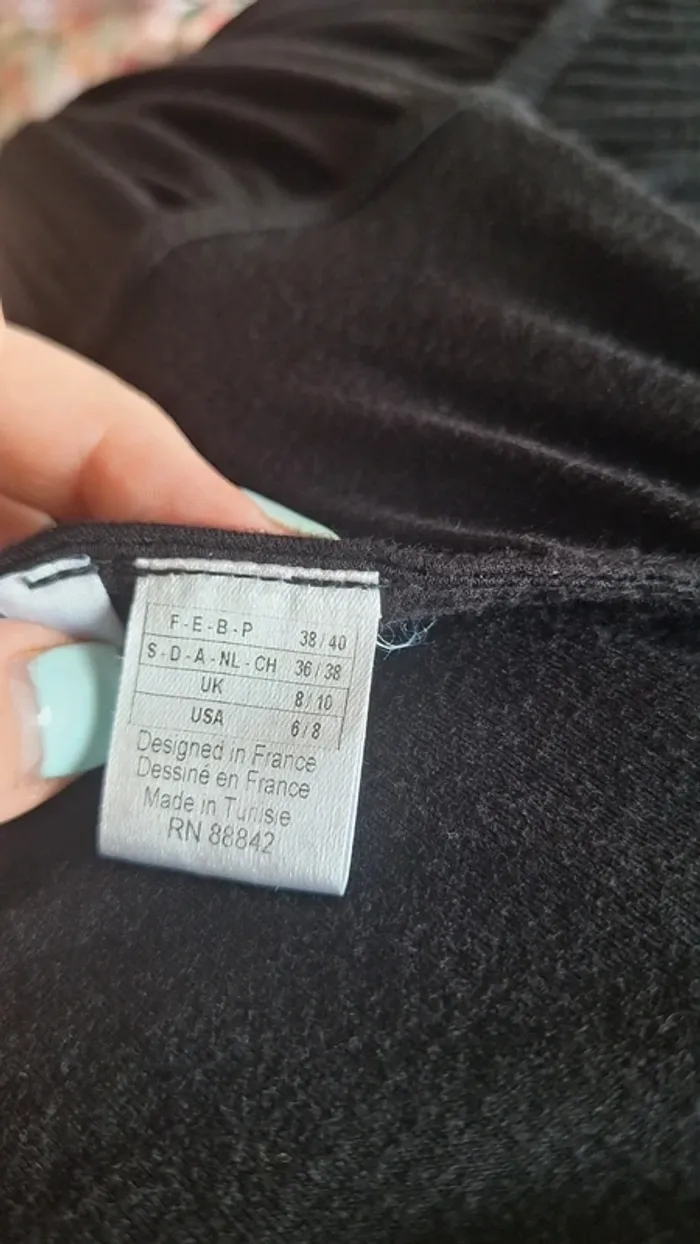 F - E - B - P 38 / 40
S - D - A - NL - CH 36 / 38
UK 8 / 10
USA 6 / 8
Designed in France
Dessiné en France
Made in Tunisie
RN 88842